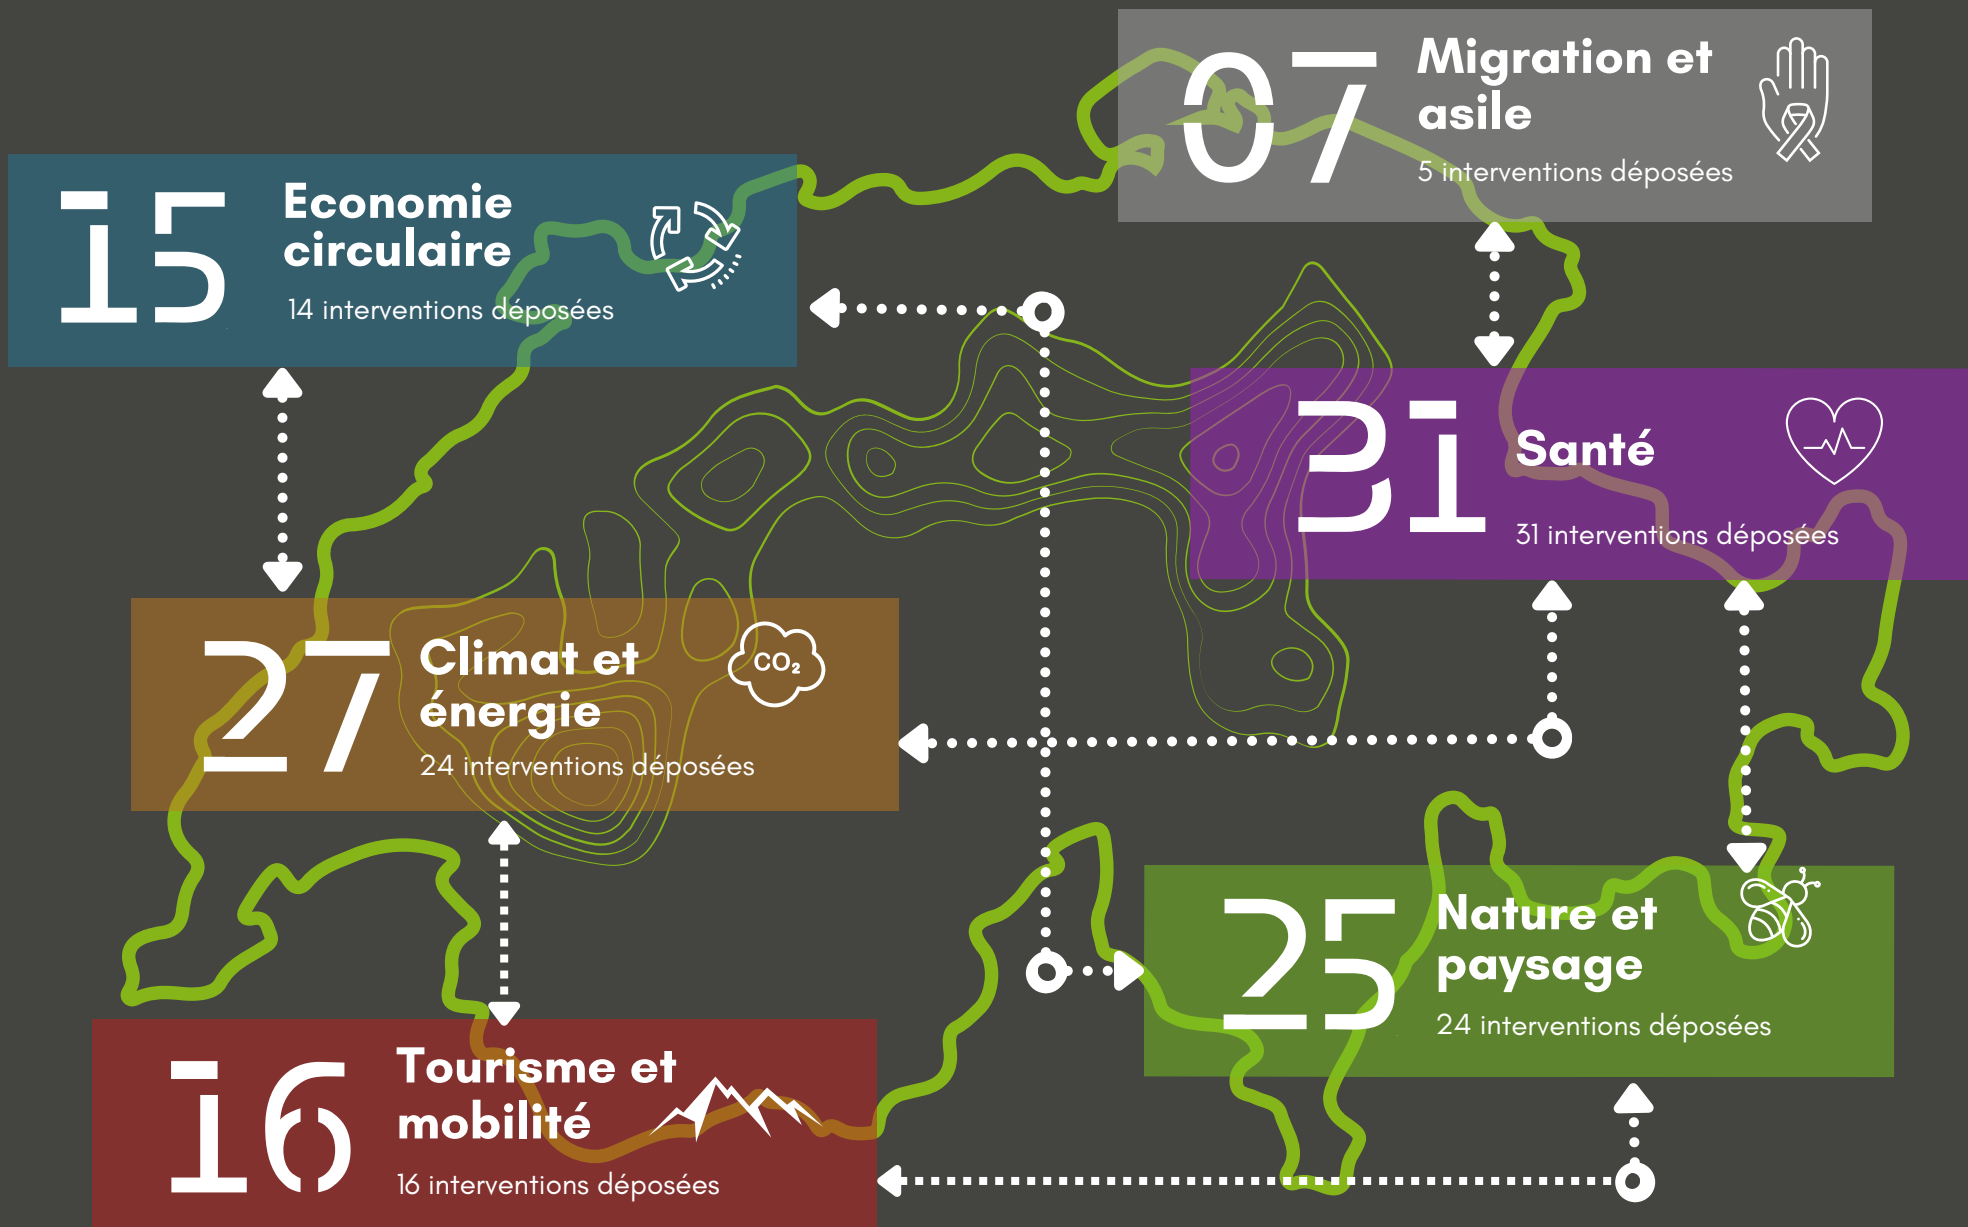 07
Migration et
asile
5 interventions déposées
15
Economie
circulaire
14 interventions déposées
31
Santé
31 interventions déposées
27
Climat et
énergie
24 interventions déposées
CO₂
25
Nature et
paysage
24 interventions déposées
16
Tourisme et
mobilité
16 interventions déposées